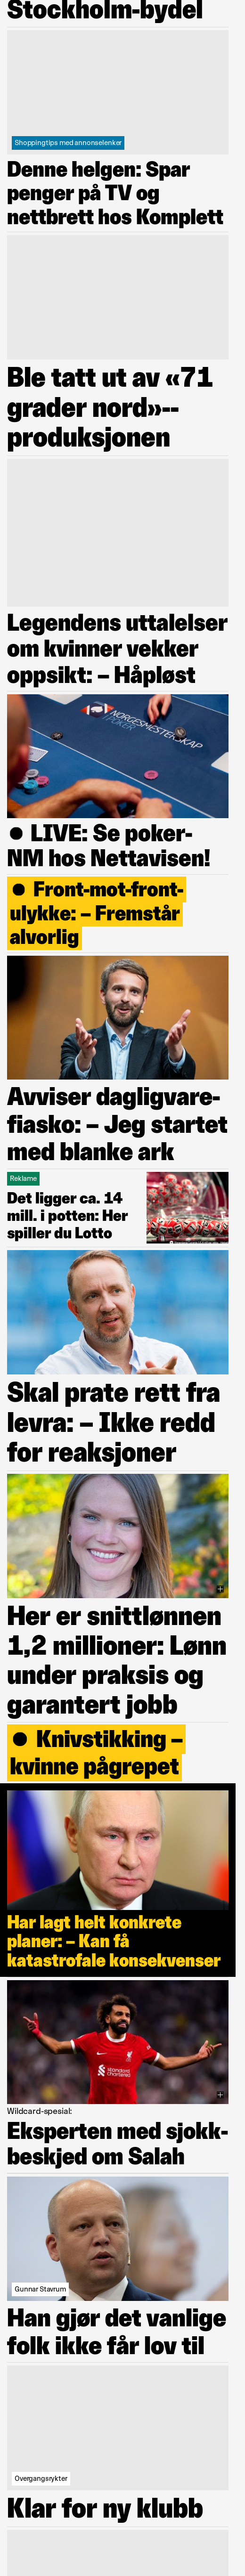 Stockholm-bydel
Shoppingtips med annonselenker
Denne helgen: Spar
penger på TV og
nettbrett hos Komplett
Ble tatt ut av «71
grader nord»--
produksjonen
Legendens uttalelser
om kvinner vekker
oppsikt: – Håpløst
NORGESMESTERSKAP
POKER
● LIVE: Se poker-
NM hos Nettavisen!
● Front-mot-front-
ulykke: – Fremstår
alvorlig
Avviser dagligvare-
fiasko: – Jeg startet
med blanke ark
Reklame
Det ligger ca. 14
mill. i potten: Her
spiller du Lotto
Skal prate rett fra
levra: – Ikke redd
for reaksjoner
Her er snittlønnen
1,2 millioner: Lønn
under praksis og
garantert jobb
● Knivstikking –
kvinne pågrepet
Har lagt helt konkrete
planer: – Kan få
katastrofale konsekvenser
Standard
Chartered
Wildcard-spesial:
Eksperten med sjokk-
beskjed om Salah
Gunnar Stavrum
Han gjør det vanlige
folk ikke får lov til
Overgangsrykter
Klar for ny klubb